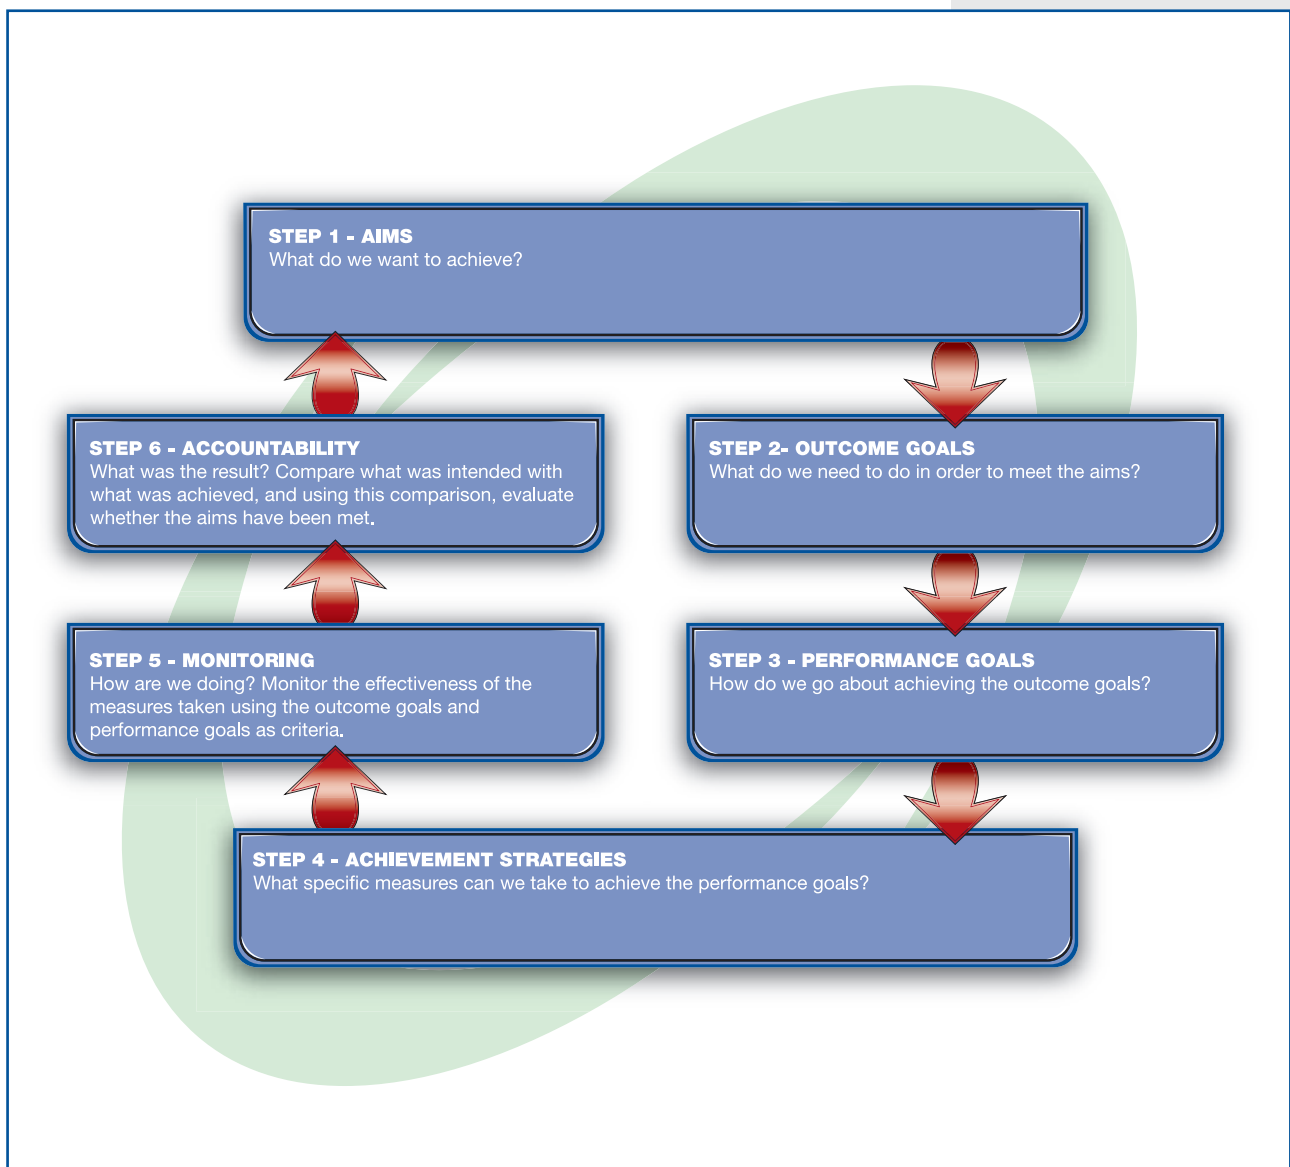 STEP 1 - AIMS
What do we want to achieve?
STEP 2- OUTCOME GOALS
What do we need to do in order to meet the aims?
STEP 3 - PERFORMANCE GOALS
How do we go about achieving the outcome goals?
STEP 4 - ACHIEVEMENT STRATEGIES
What specific measures can we take to achieve the performance goals?
STEP 5 - MONITORING
How are we doing? Monitor the effectiveness of the
measures taken using the outcome goals and
performance goals as criteria.
STEP 6 - ACCOUNTABILITY
What was the result? Compare what was intended with
what was achieved, and using this comparison, evaluate
whether the aims have been met.